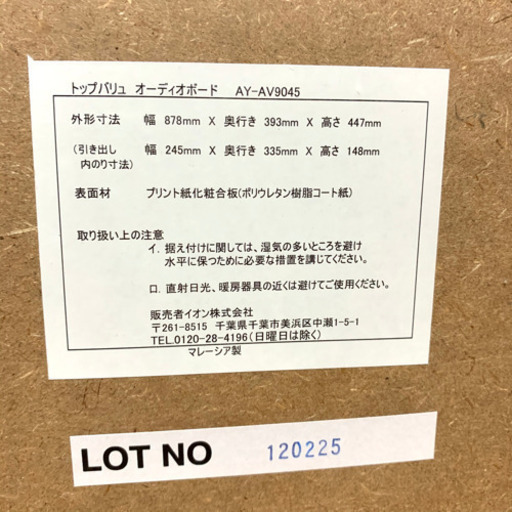 トップバリュ オーディオボード AY-AV9045
外形寸法 幅 878mm X 奥行き 393mm X 高さ 447mm
(引き出し 幅 245mm X 奥行き 335mm X 高さ 148mm
内のり寸法)
表面材 プリント紙化粧合板(ポリウレタン樹脂コート紙)
取り扱い上の注意
イ. 据え付けに関しては、湿気の多いところを避け
水平に保つために必要な措置を講じてください。
ロ. 直射日光、暖房器具の近くは避けてご使用ください。
販売者イオン株式会社
〒261-8515 千葉県千葉市美浜区中瀬1-5-1
TEL.0120-28-4196(日曜日は除く)
マレーシア製
LOT NO 120225